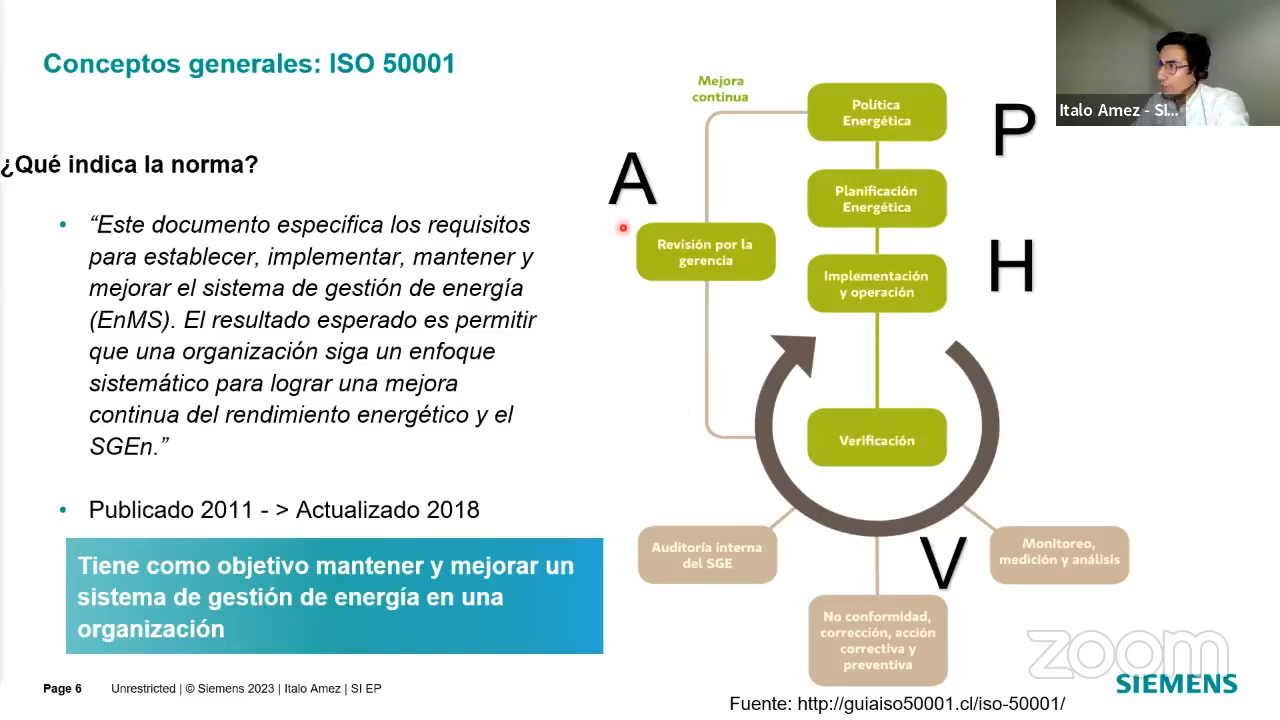 Conceptos generales: ISO 50001
¿Qué indica la norma?
• “Este documento especifica los requisitos
para establecer, implementar, mantener y
mejorar el sistema de gestión de energía
(EnMS). El resultado esperado es permitir
que una organización siga un enfoque
sistemático para lograr una mejora
continua del rendimiento energético y el
SGEn.”
• Publicado 2011 - > Actualizado 2018
Tiene como objetivo mantener y mejorar un
sistema de gestión de energía en una
organización
Mejora
continua
Política
Energética
P
A
Planificación
Energética
Revisión por la
gerencia
Implementación
y operación
H
Verificación
Auditoría interna
del SGE
V
Monitoreo,
medición y análisis
No conformidad,
corrección, acción
correctiva y
preventiva
Italo Amez - SI...
zoom
SIEMENS
Page 6 Unrestricted | © Siemens 2023 | Italo Amez | SI EP
Fuente: http://guiaiso50001.cl/iso-50001/